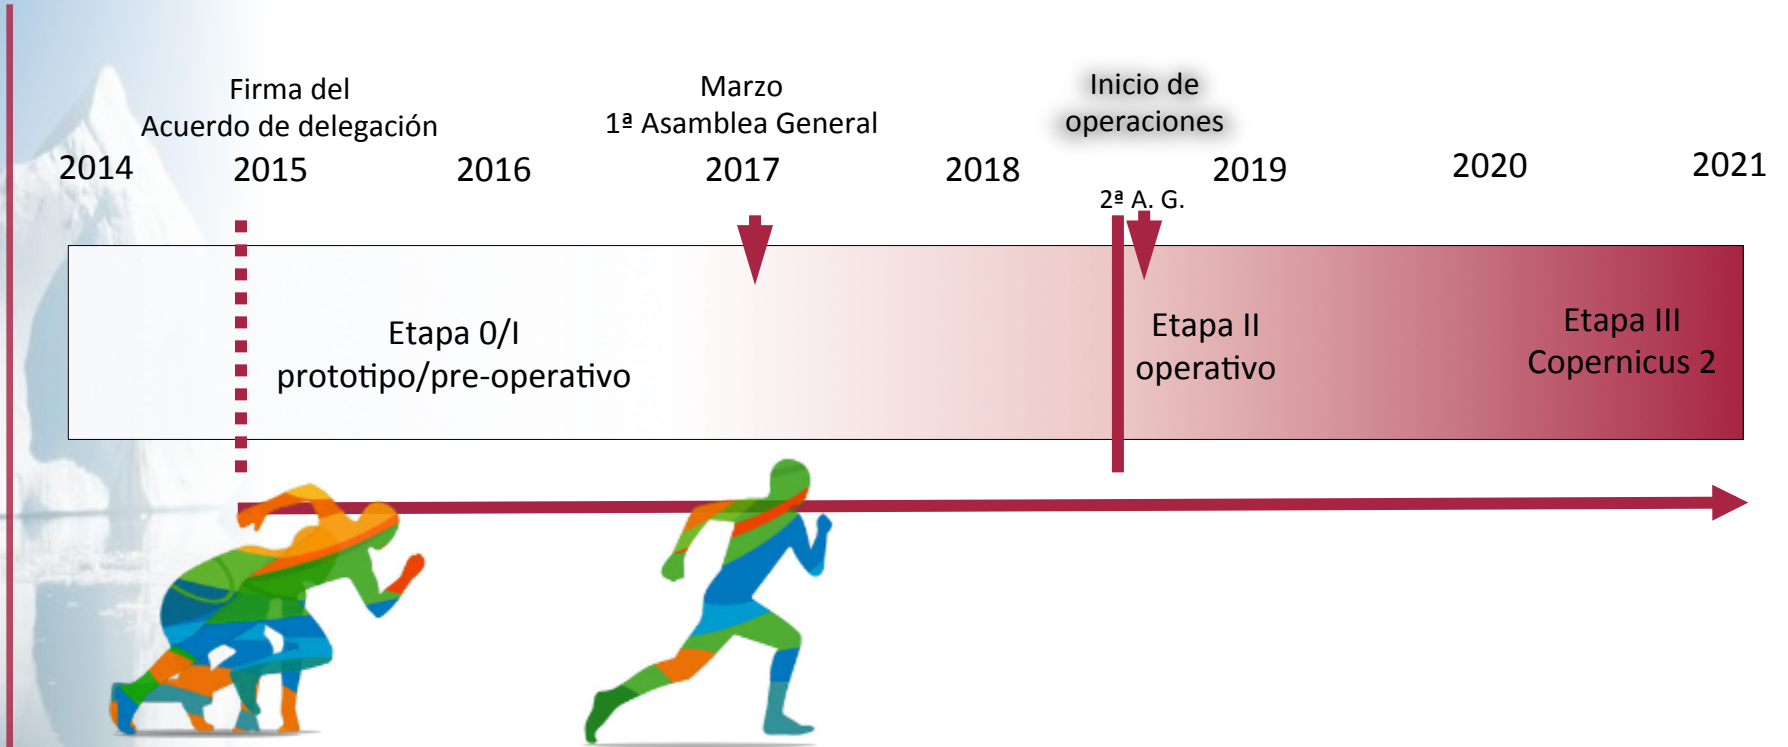 Firma del
Acuerdo de delegación
Marzo
1ª Asamblea General
Inicio de
operaciones
2014 2015 2016 2017 2018 2019 2020 2021
2ª A. G.
Etapa 0/I
prototipo/pre-operativo
Etapa II
operativo
Etapa III
Copernicus 2